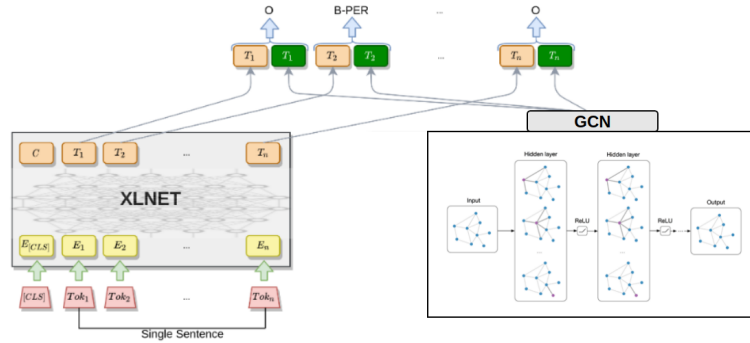 O B-PER ... O
T₁ T₁ T₂ T₂ ... Tₙ Tₙ
GCN
C T₁ T₂ ... Tₙ
XLNET
E[CLS] E₁ E₂ ... Eₙ
[CLS] Tok₁ Tok₂ ... Tokₙ
Single Sentence
Hidden layer Hidden layer
Input ReLU ReLU Output
... ...